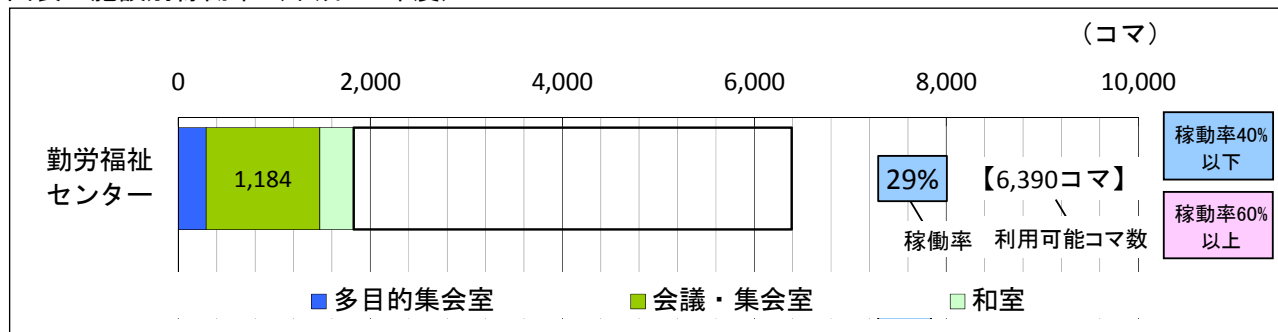 （コマ）
0 2,000 4,000 6,000 8,000 10,000
勤労福祉
センター
1,184
29%
【6,390コマ】
稼働率
利用可能コマ数
稼動率40%
以下
稼動率60%
以上
多目的集会室 会議・集会室 和室